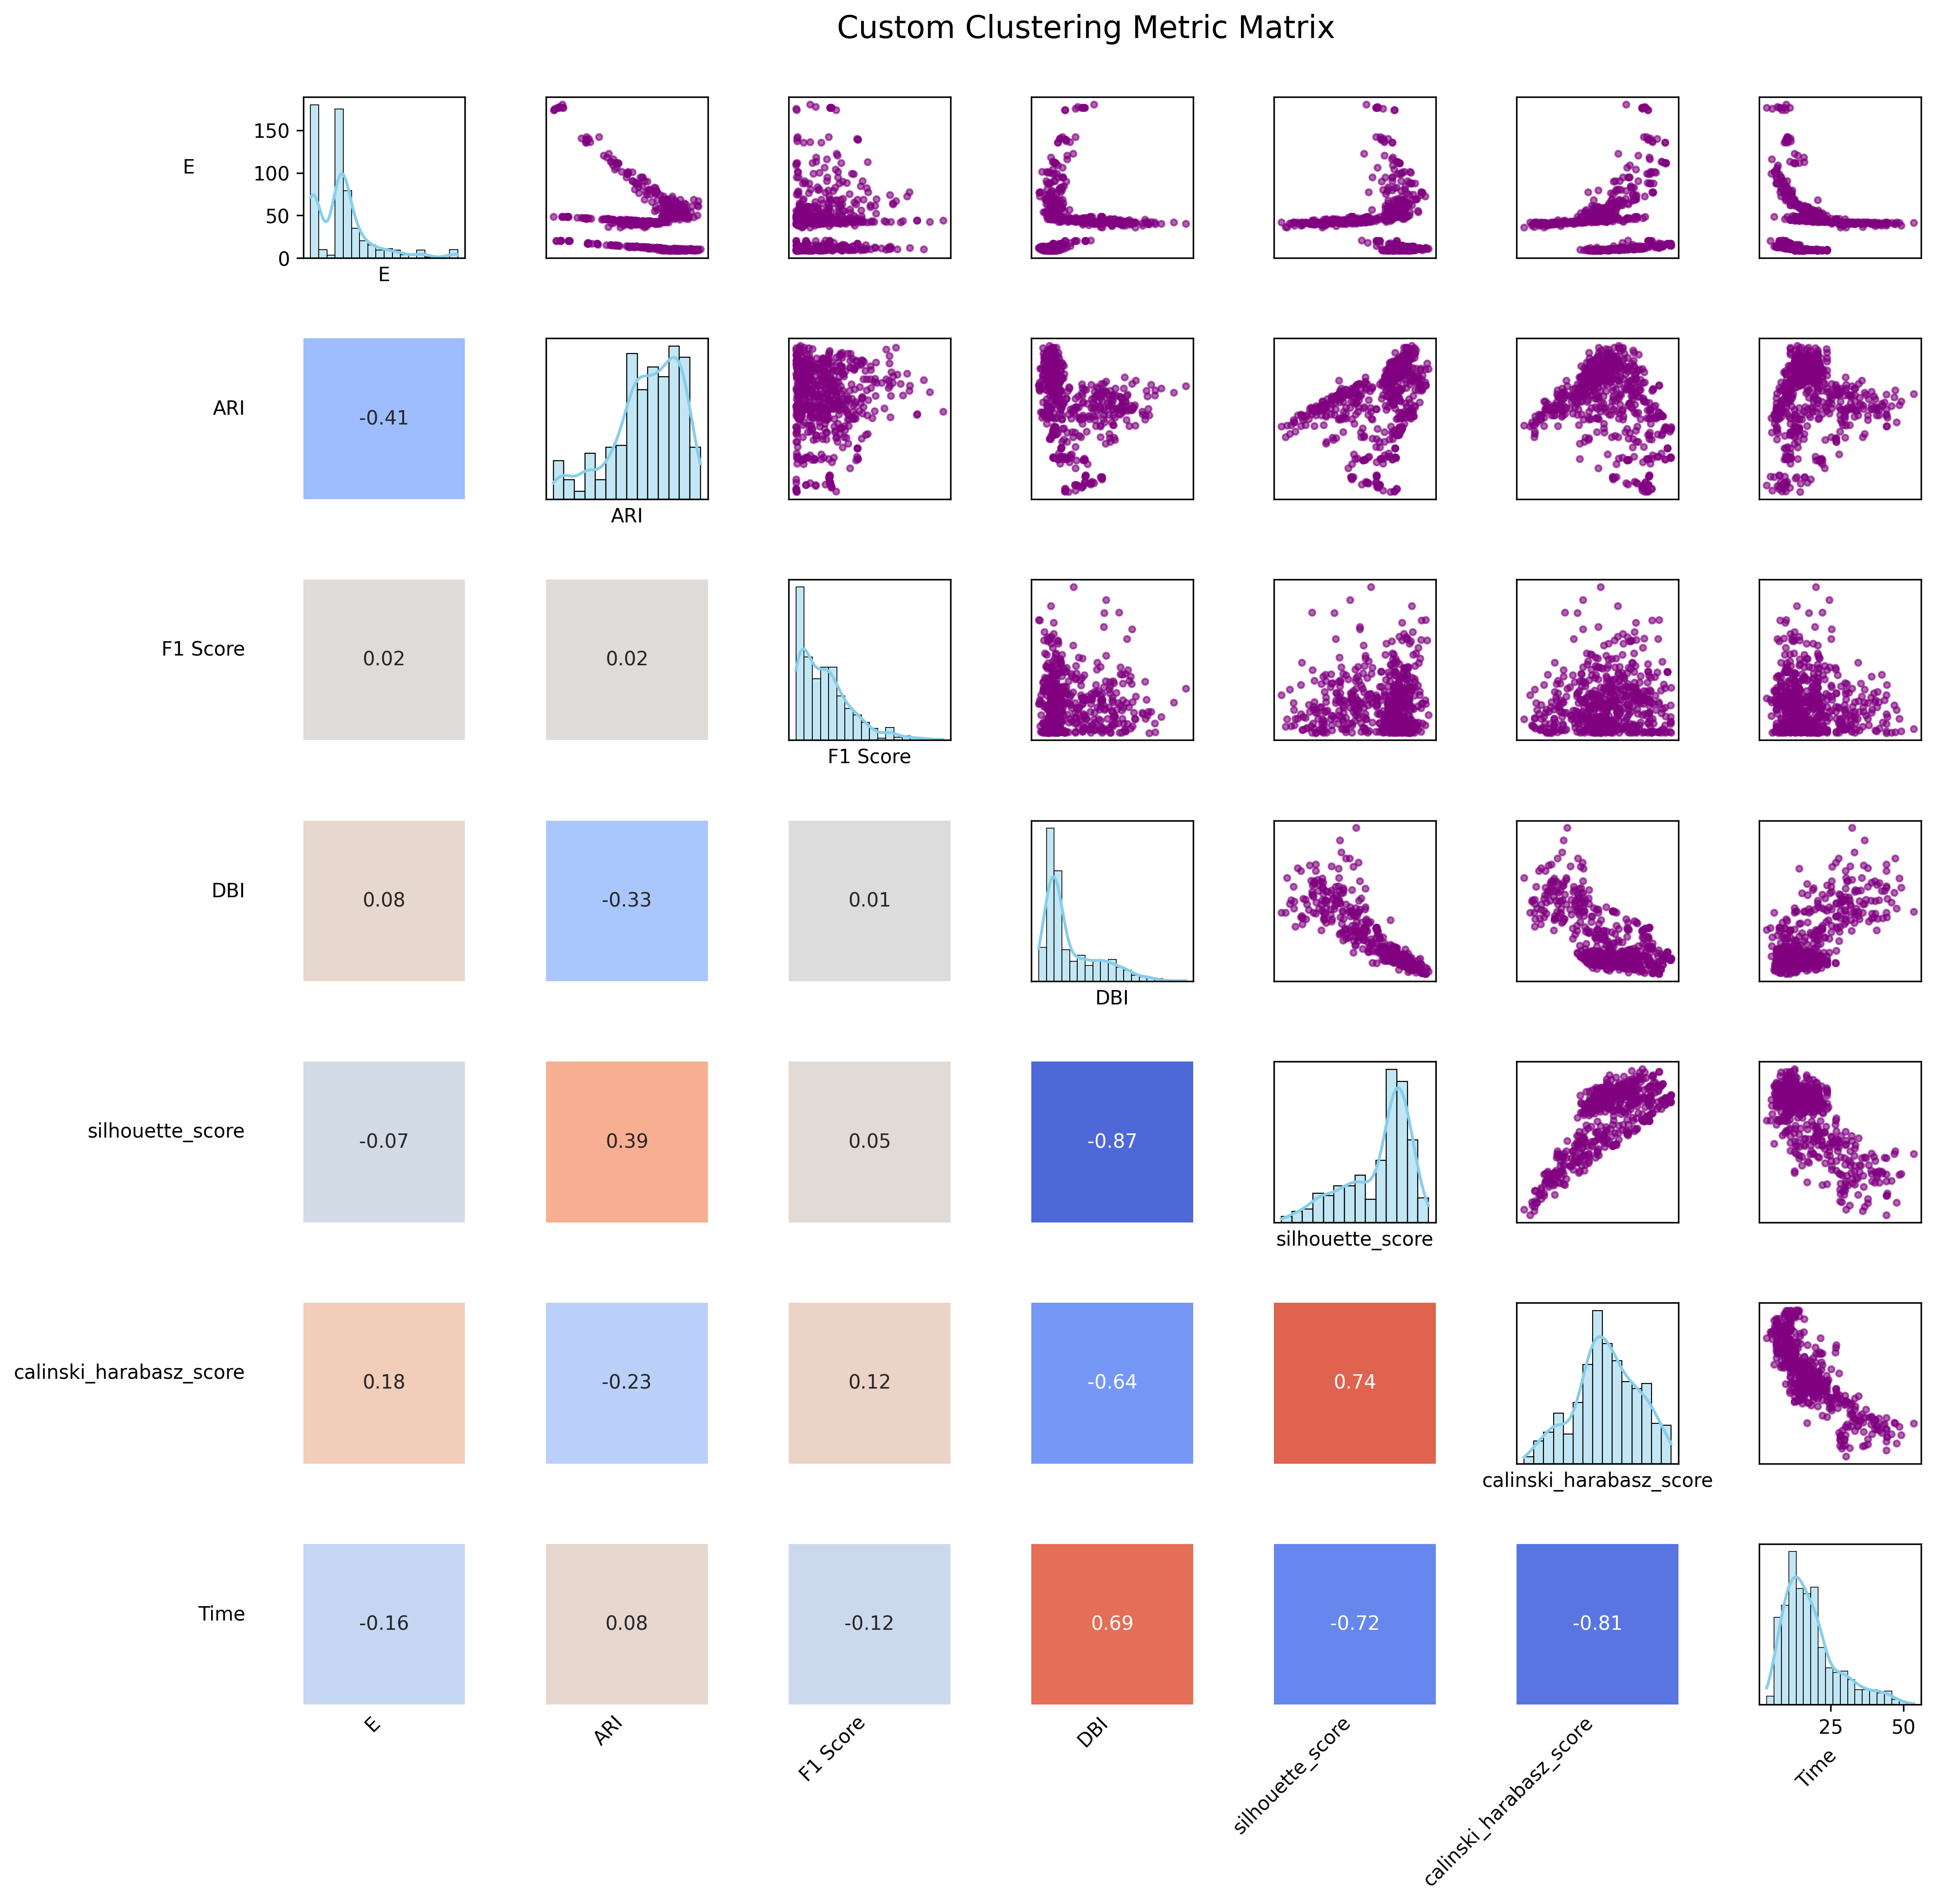 Custom Clustering Metric Matrix
150
100
50
0
E
E
ARI
-0.41
ARI
F1 Score
0.02
0.02
F1 Score
DBI
0.08
-0.33
0.01
DBI
silhouette_score
-0.07
0.39
0.05
-0.87
silhouette_score
calinski_harabasz_score
0.18
-0.23
0.12
-0.64
0.74
calinski_harabasz_score
Time
-0.16
0.08
-0.12
0.69
-0.72
-0.81
25 50
E
ARI
F1 Score
DBI
silhouette_score
calinski_harabasz_score
Time